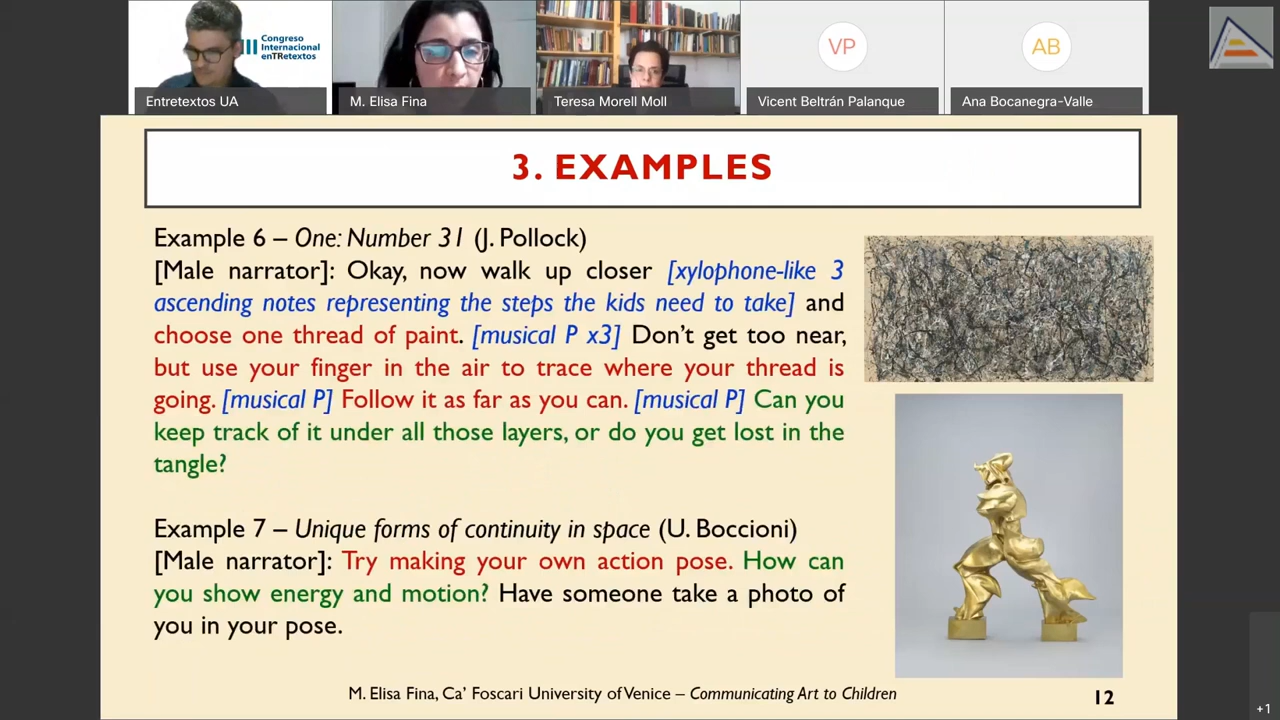 III Congreso
Internacional
enTRetextos
VP
AB
Entretextos UA
M. Elisa Fina
Teresa Morell Moll
Vicent Beltrán Palanque
Ana Bocanegra-Valle
3. EXAMPLES
Example 6 – One: Number 31 (J. Pollock)
[Male narrator]: Okay, now walk up closer [xylophone-like 3
ascending notes representing the steps the kids need to take] and
choose one thread of paint. [musical P x3] Don't get too near,
but use your finger in the air to trace where your thread is
going. [musical P] Follow it as far as you can. [musical P] Can you
keep track of it under all those layers, or do you get lost in the
tangle?
Example 7 – Unique forms of continuity in space (U. Boccioni)
[Male narrator]: Try making your own action pose. How can
you show energy and motion? Have someone take a photo of
you in your pose.
M. Elisa Fina, Ca' Foscari University of Venice – Communicating Art to Children
12
+1